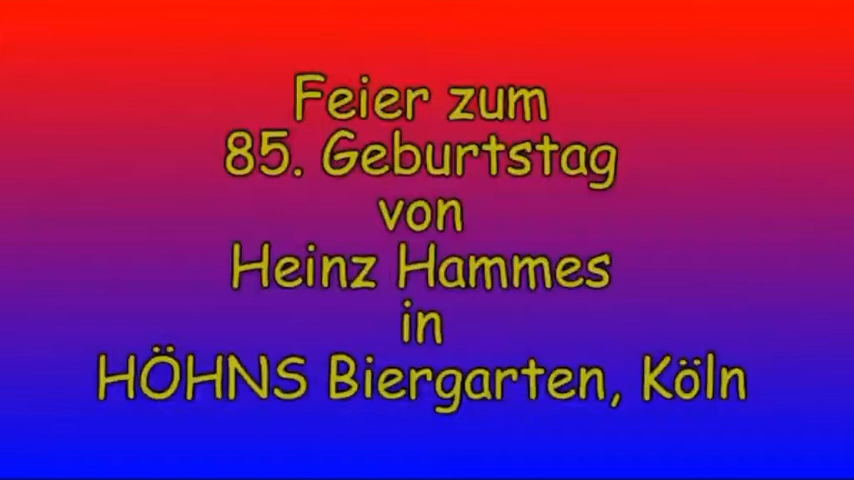 Feier zum
85. Geburtstag
von
Heinz Hammes
in
HÖHNS Biergarten, Köln